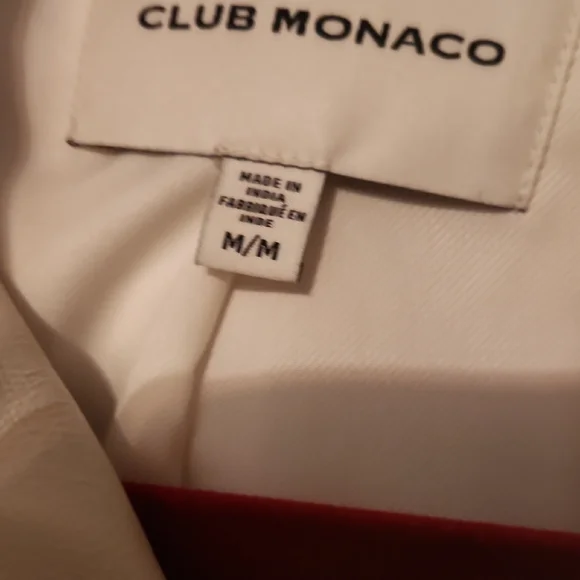 CLUB MONACO
MADE IN
INDIA
FABRIQUÉ EN
INDE
M/M